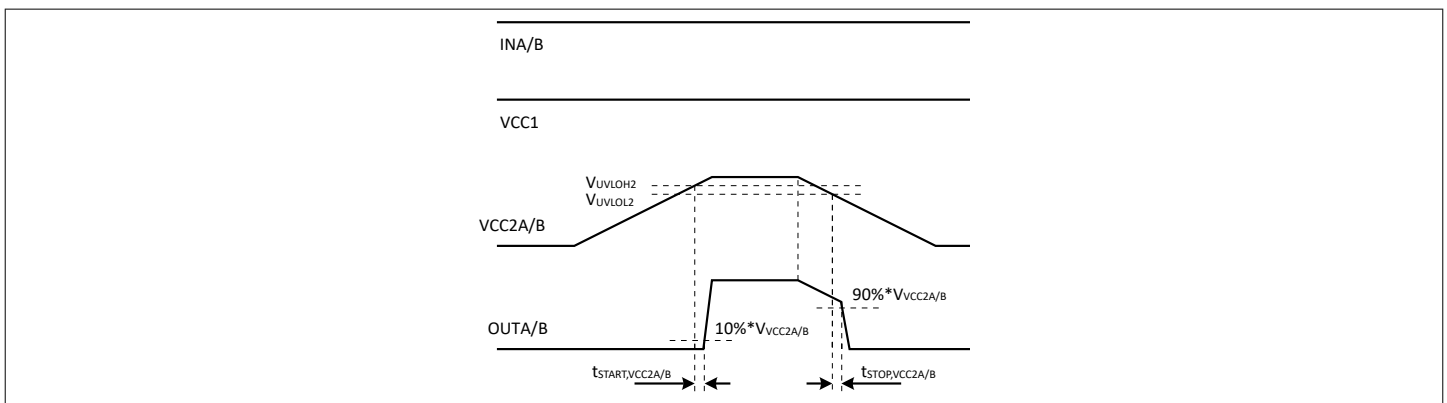 INA/B
VCC1
VUVLOH2
VUVLOL2
VCC2A/B
90%*VVCC2A/B
OUTA/B
10%*VVCC2A/B
tSTART,VCC2A/B
tSTOP,VCC2A/B